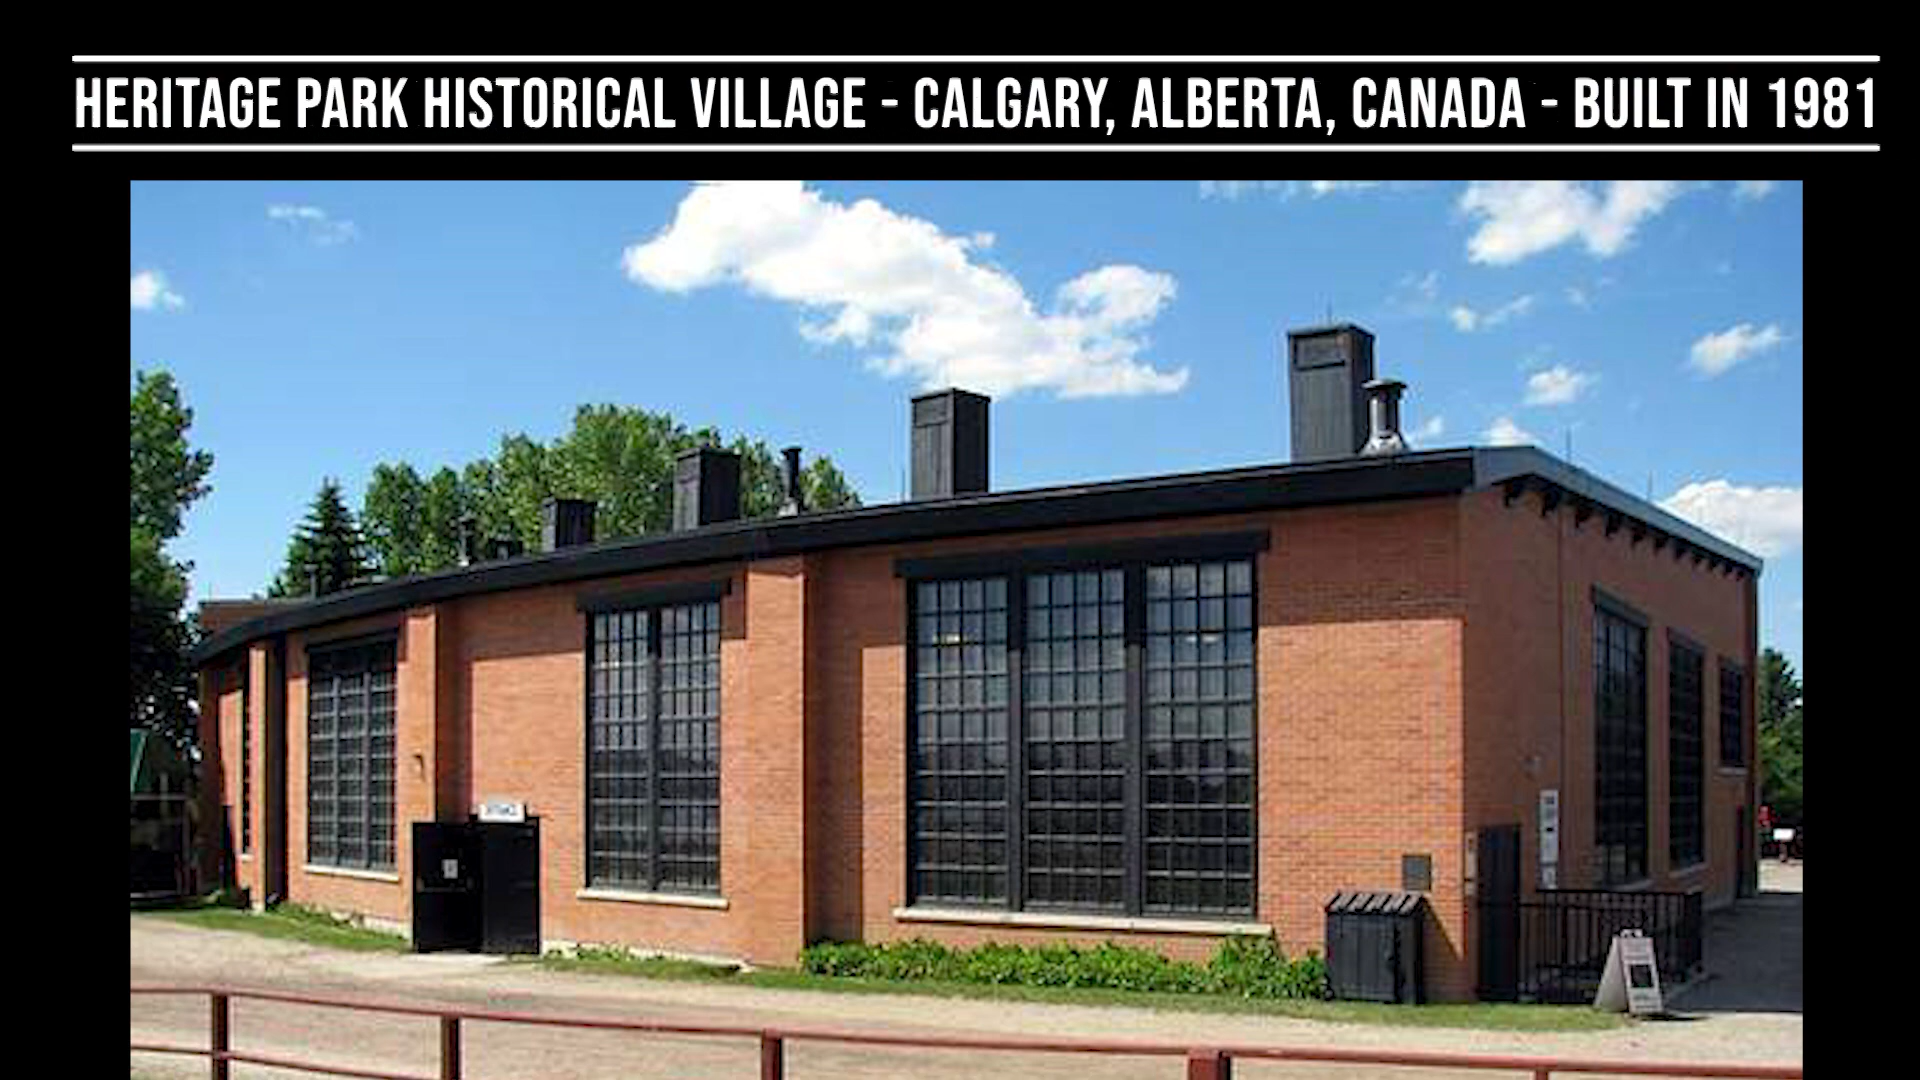 HERITAGE PARK HISTORICAL VILLAGE - CALGARY, ALBERTA, CANADA - BUILT IN 1981